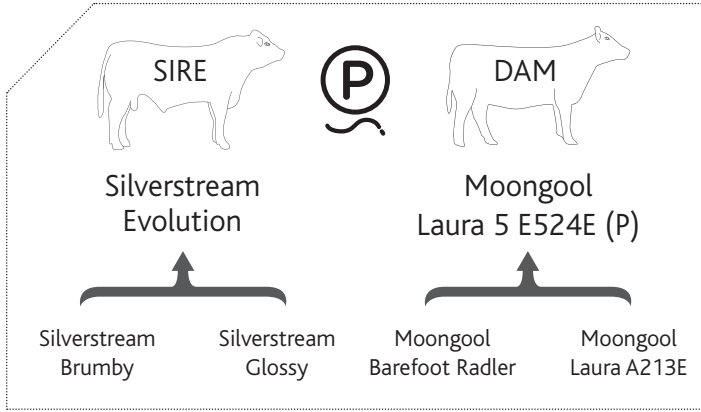 SIRE
P
DAM
Silverstream
Evolution
Moongool
Laura 5 E524E (P)
Silverstream
Brumby
Silverstream
Glossy
Moongool
Barefoot Radler
Moongool
Laura A213E